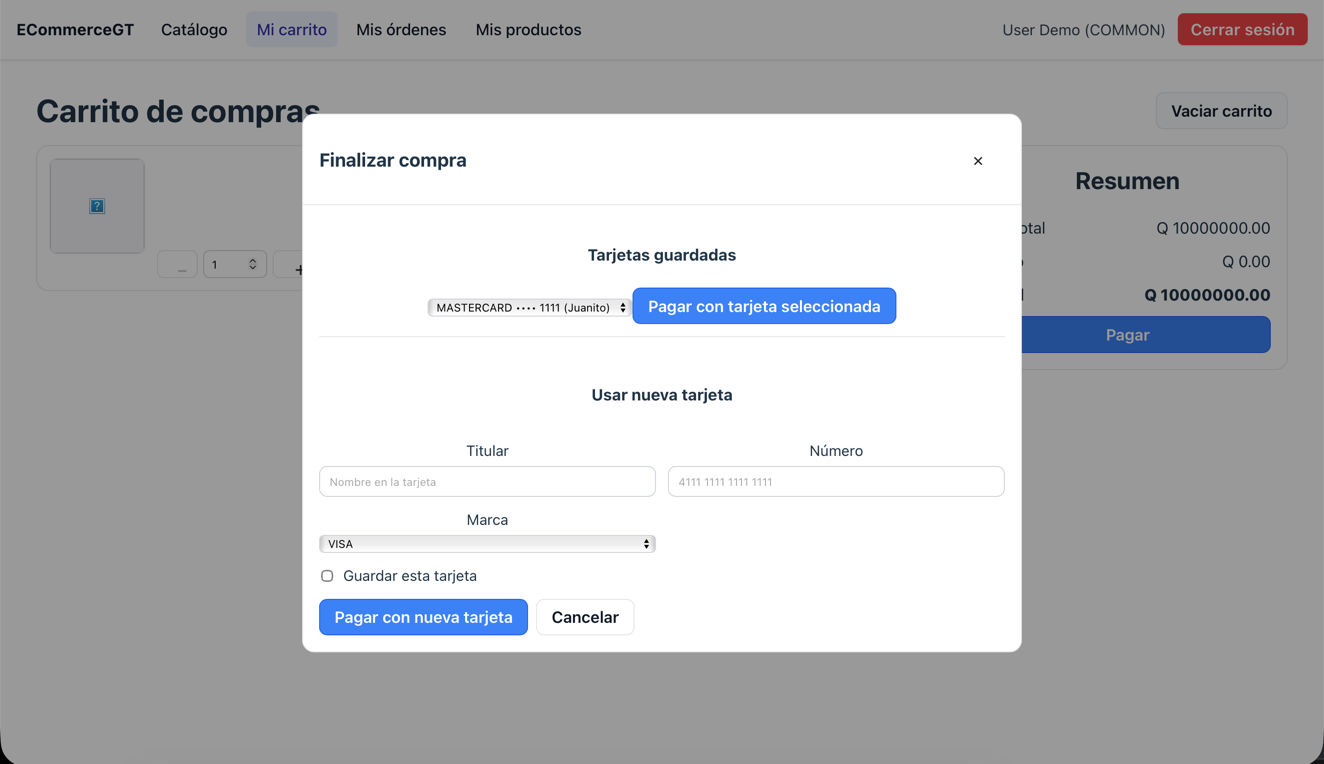 ECommerceGT Catálogo Mi carrito Mis órdenes Mis productos User Demo (COMMON) Cerrar sesión
Carrito de compras
Vaciar carrito
1
+
Finalizar compra
×
Tarjetas guardadas
MASTERCARD •••• 1111 (Juanito)
Pagar con tarjeta seleccionada
Usar nueva tarjeta
Titular
Nombre en la tarjeta
Número
4111 1111 1111 1111
Marca
VISA
Guardar esta tarjeta
Pagar con nueva tarjeta
Cancelar
Resumen
Q 10000000.00
Q 0.00
Q 10000000.00
Pagar